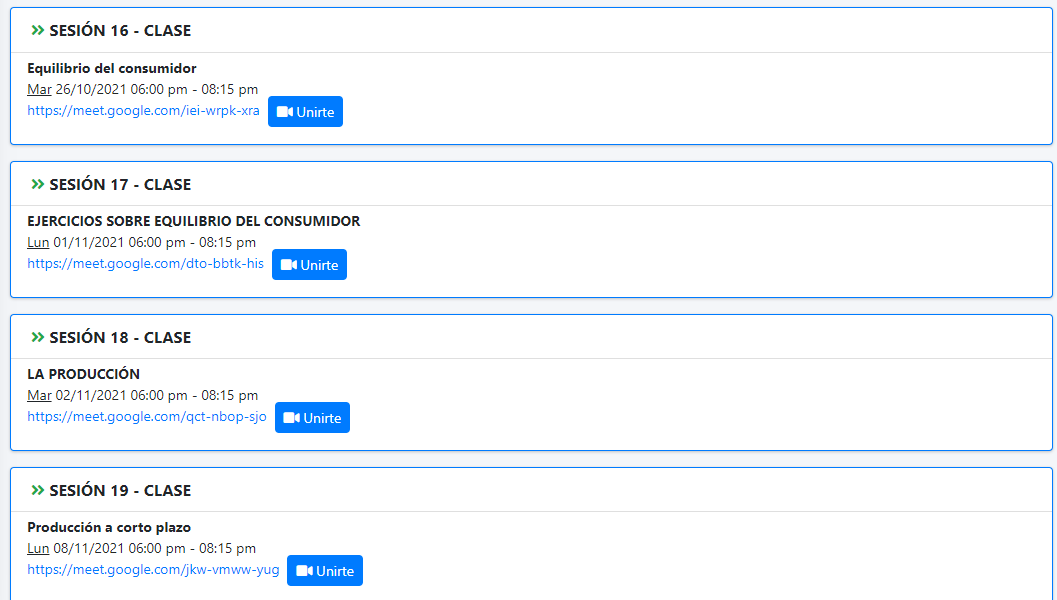 SESIÓN 16 - CLASE
Equilibrio del consumidor
Mar 26/10/2021 06:00 pm - 08:15 pm
https://meet.google.com/iei-wrpk-xra Unirte
SESIÓN 17 - CLASE
EJERCICIOS SOBRE EQUILIBRIO DEL CONSUMIDOR
Lun 01/11/2021 06:00 pm - 08:15 pm
https://meet.google.com/dto-bbtk-his Unirte
SESIÓN 18 - CLASE
LA PRODUCCIÓN
Mar 02/11/2021 06:00 pm - 08:15 pm
https://meet.google.com/qct-nbop-sjo Unirte
SESIÓN 19 - CLASE
Producción a corto plazo
Lun 08/11/2021 06:00 pm - 08:15 pm
https://meet.google.com/jkw-vmww-yug Unirte